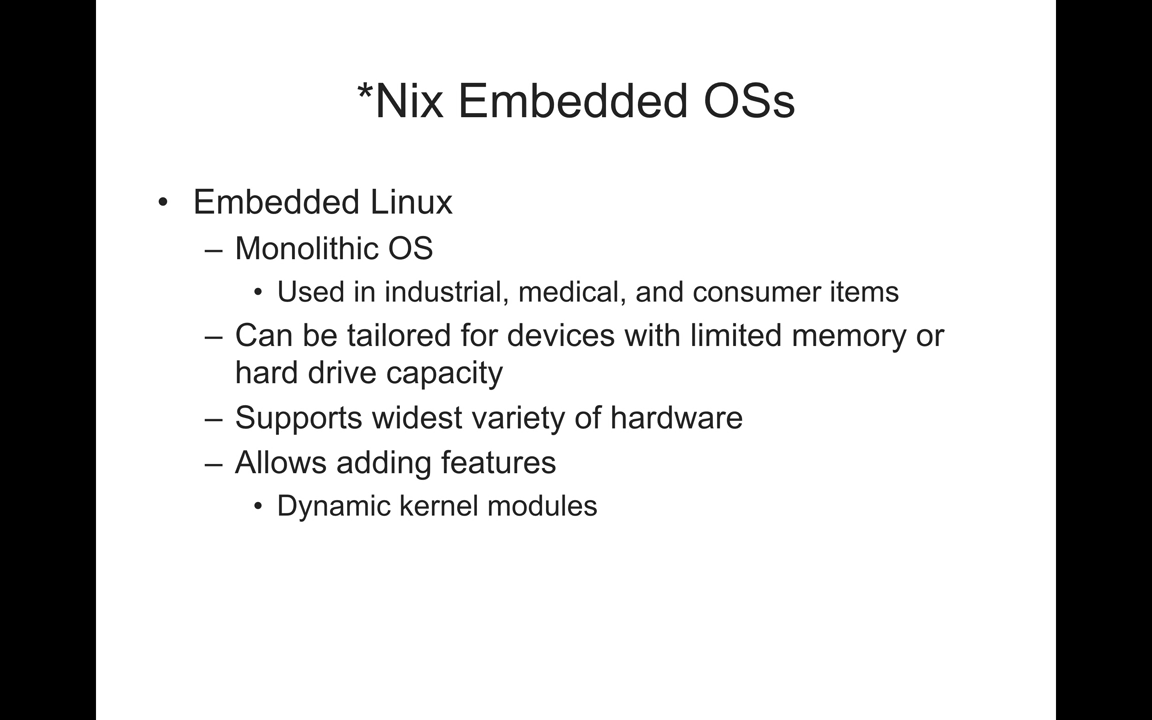 *Nix Embedded OSs
• Embedded Linux
– Monolithic OS
• Used in industrial, medical, and consumer items
– Can be tailored for devices with limited memory or
hard drive capacity
– Supports widest variety of hardware
– Allows adding features
• Dynamic kernel modules